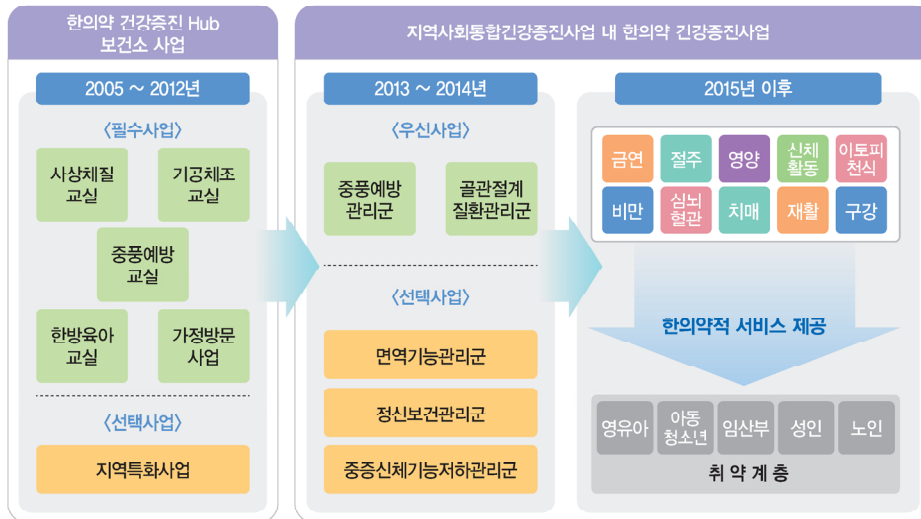 한의약 건강증진 Hub
보건소 사업
지역사회통합건강증진사업 내 한의약 건강증진사업
2005 ~ 2012년
〈필수사업〉
사상체질
교실
기공체조
교실
중풍예방
교실
한방육아
교실
가정방문
사업
〈선택사업〉
지역특화사업
2013 ~ 2014년
〈우신사업〉
중풍예방
관리군
골관절계
질환관리군
〈선택사업〉
면역기능관리군
정신보건관리군
중증신체기능저하관리군
2015년 이후
금연
절주
영양
신체
활동
이토피
천식
비만
심뇌
혈관
치매
재활
구강
한의약적 서비스 제공
영유아
아동
청소년
임산부
성인
노인
취약계층